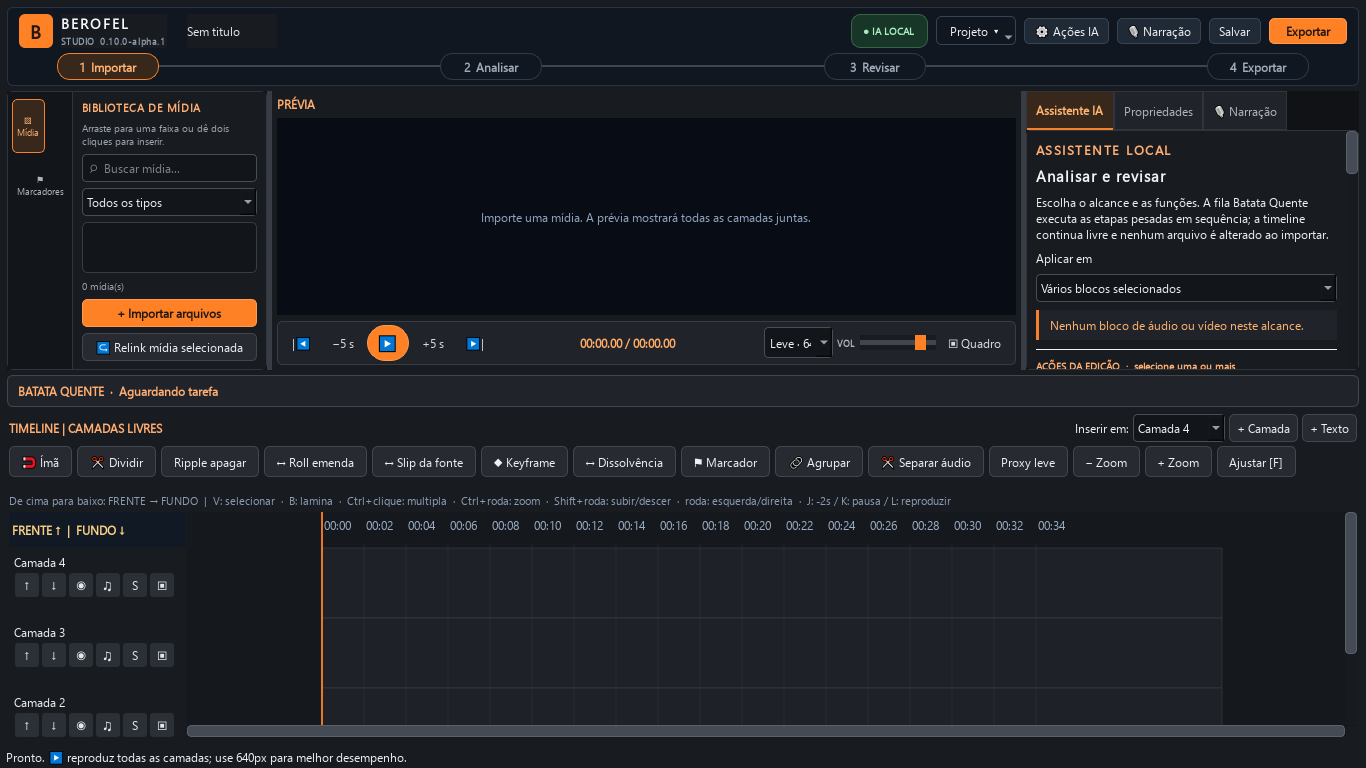 B
BEROFEL
STUDIO 0.10.0-alpha.1
Sem titulo
● IA LOCAL
Projeto ▾
Ações IA
Narração
Salvar
Exportar
1 Importar
2 Analisar
3 Revisar
4 Exportar
Mídia
Marcadores
BIBLIOTECA DE MÍDIA
Arraste para uma faixa ou dê dois
cliques para inserir.
Buscar mídia...
Todos os tipos
0 mídia(s)
+ Importar arquivos
Relink mídia selecionada
PRÉVIA
Importe uma mídia. A prévia mostrará todas as camadas juntas.
−5 s
+5 s
00:00.00 / 00:00.00
Leve · 6
VOL
Quadro
Assistente IA
Propriedades
Narração
ASSISTENTE LOCAL
Analisar e revisar
Escolha o alcance e as funções. A fila Batata Quente
executa as etapas pesadas em sequência; a timeline
continua livre e nenhum arquivo é alterado ao importar.
Aplicar em
Vários blocos selecionados
Nenhum bloco de áudio ou vídeo neste alcance.
AÇÕES DA EDIÇÃO · selecione uma ou mais
BATATA QUENTE · Aguardando tarefa
TIMELINE | CAMADAS LIVRES
Inserir em:
Camada 4
+ Camada
+ Texto
Ímã
Dividir
Ripple apagar
↔ Roll emenda
↔ Slip da fonte
◆ Keyframe
↔ Dissolvência
⚑ Marcador
Agrupar
Separar áudio
Proxy leve
− Zoom
+ Zoom
Ajustar [F]
De cima para baixo: FRENTE → FUNDO | V: selecionar · B: lamina · Ctrl+clique: multipla · Ctrl+roda: zoom · Shift+roda: subir/descer · roda: esquerda/direita · J: -2s / K: pausa / L: reproduzir
FRENTE ↑ | FUNDO ↓
00:00 00:02 00:04 00:06 00:08 00:10 00:12 00:14 00:16 00:18 00:20 00:22 00:24 00:26 00:28 00:30 00:32 00:34
Camada 4
↑ ↓ ◉ ♫ S ▣
Camada 3
↑ ↓ ◉ ♫ S ▣
Camada 2
↑ ↓ ◉ ♫ S ▣
Pronto. ▶ reproduz todas as camadas; use 640px para melhor desempenho.